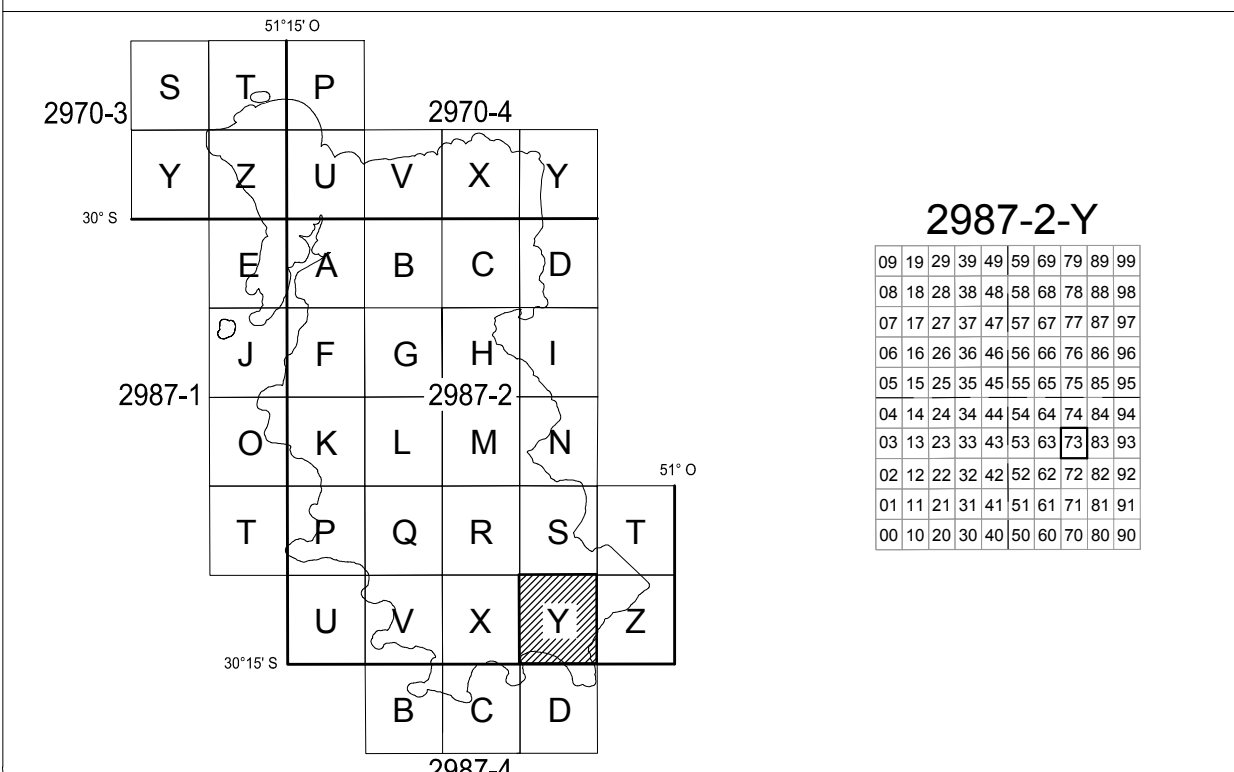 51°15' O
S T P
2970-3 2970-4
Y Z U V X Y
30° S
E A B C D
J F G H I
2987-1 2987-2
O K L M N
51° O
T P Q R S T
U V X Y Z
30°15' S
B C D
2987-4
2987-2-Y
09 19 29 39 49 59 69 79 89 99
08 18 28 38 48 58 68 78 88 98
07 17 27 37 47 57 67 77 87 97
06 16 26 36 46 56 66 76 86 96
05 15 25 35 45 55 65 75 85 95
04 14 24 34 44 54 64 74 84 94
03 13 23 33 43 53 63 73 83 93
02 12 22 32 42 52 62 72 82 92
01 11 21 31 41 51 61 71 81 91
00 10 20 30 40 50 60 70 80 90